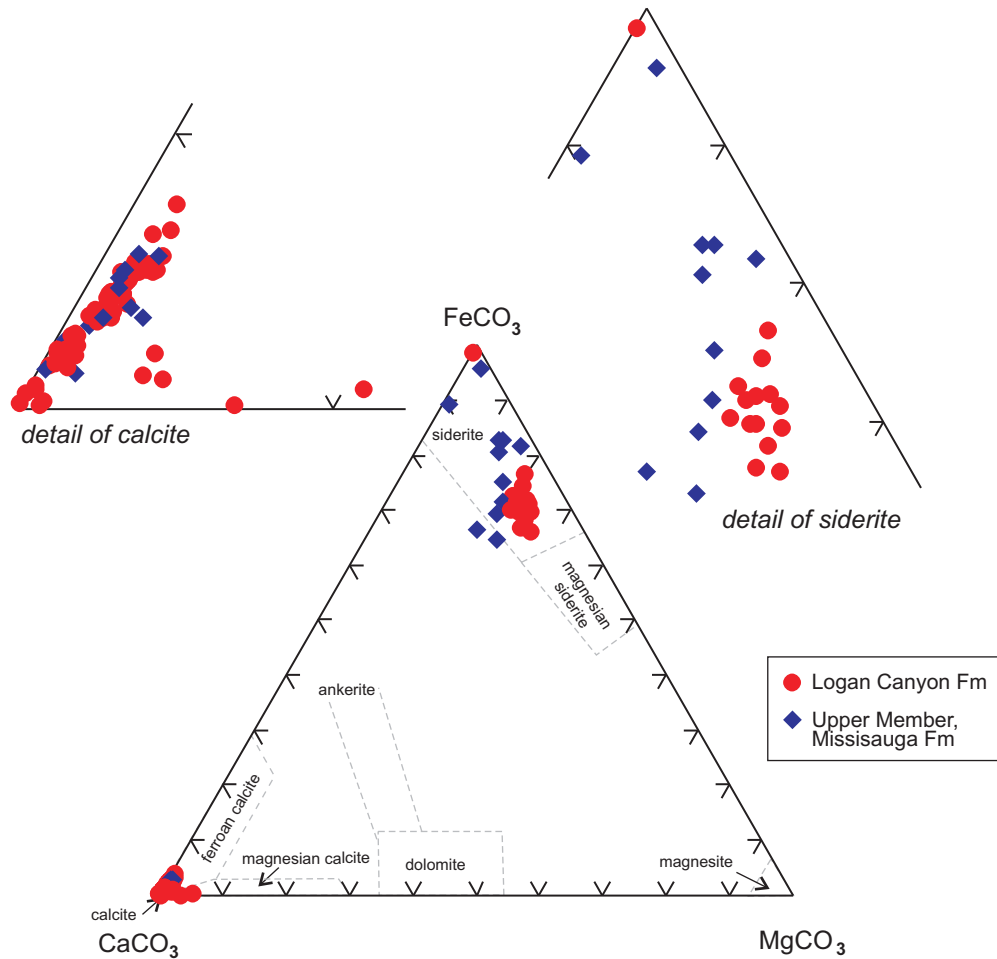 detail of calcite
detail of siderite
FeCO3
siderite
magnesian
siderite
Logan Canyon Fm
Upper Member,
Missisauga Fm
ankerite
ferroan calcite
magnesian calcite
dolomite
magnesite
calcite
CaCO3
MgCO3